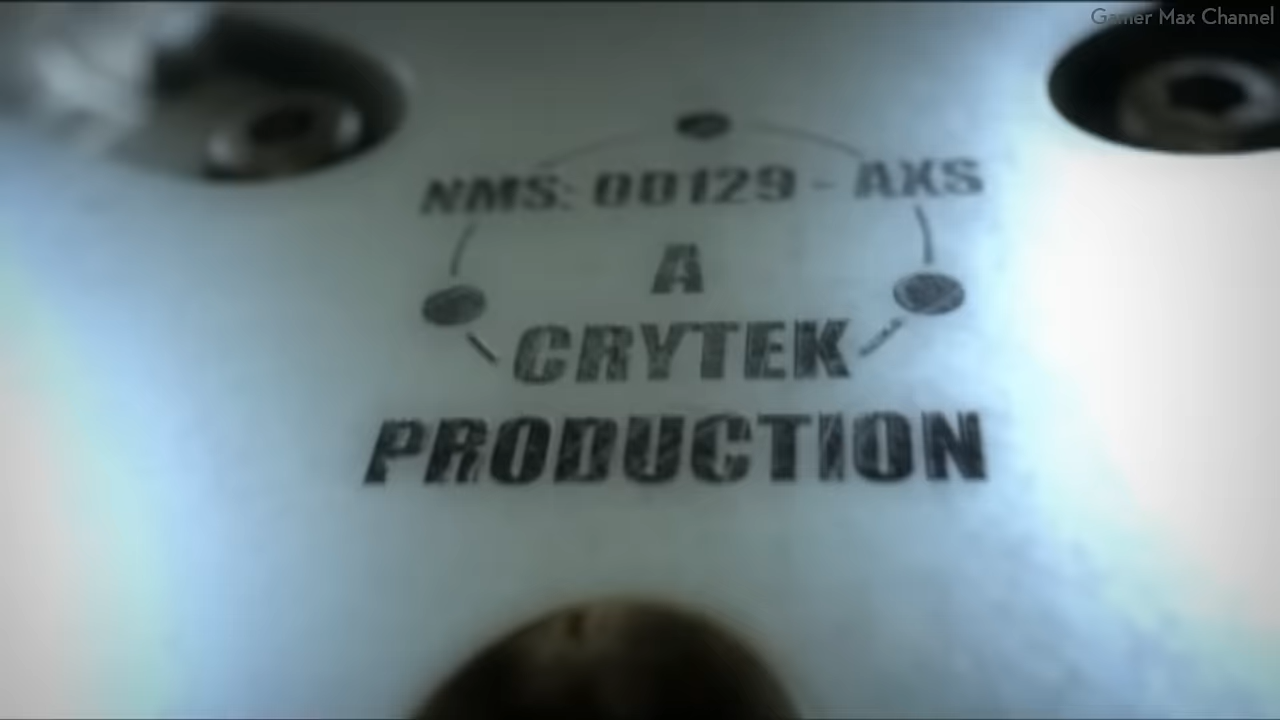 Gamer Max Channel
NMS: 00129 - AXS
A
CRYTEK
PRODUCTION